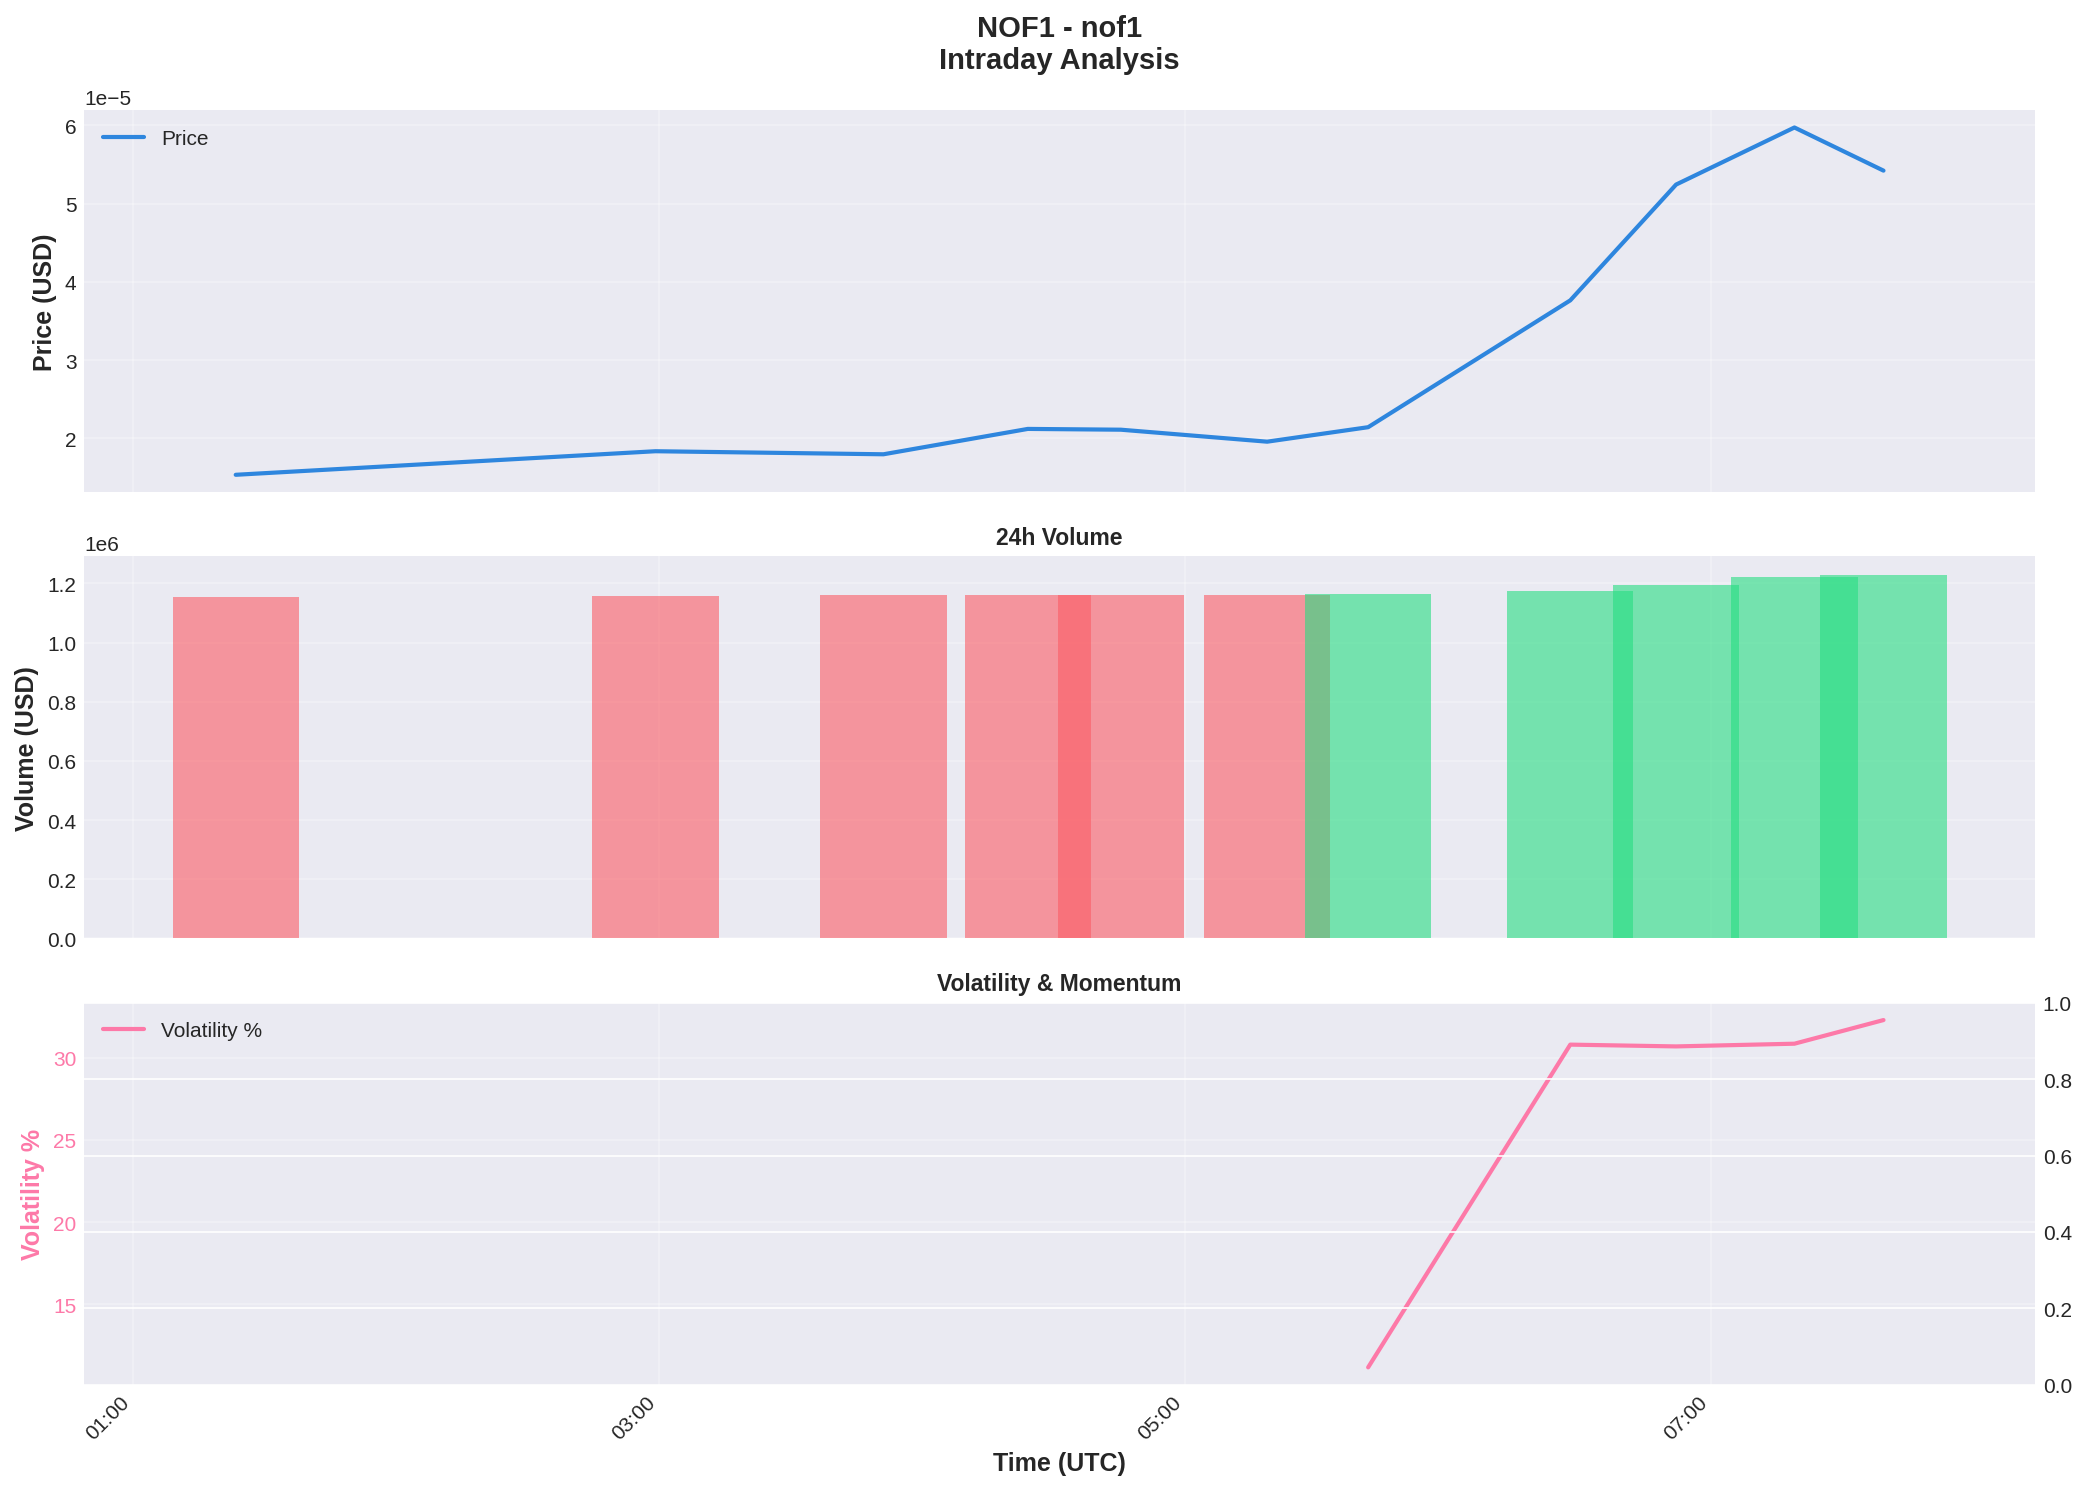 NOF1 - nof1
Intraday Analysis
1e−5
Price
6
5
4
3
2
Price (USD)
24h Volume
1e6
1.2
1.0
0.8
0.6
0.4
0.2
0.0
Volume (USD)
Volatility & Momentum
Volatility %
30
25
20
15
Volatility %
1.0
0.8
0.6
0.4
0.2
0.0
01:00
03:00
05:00
07:00
Time (UTC)